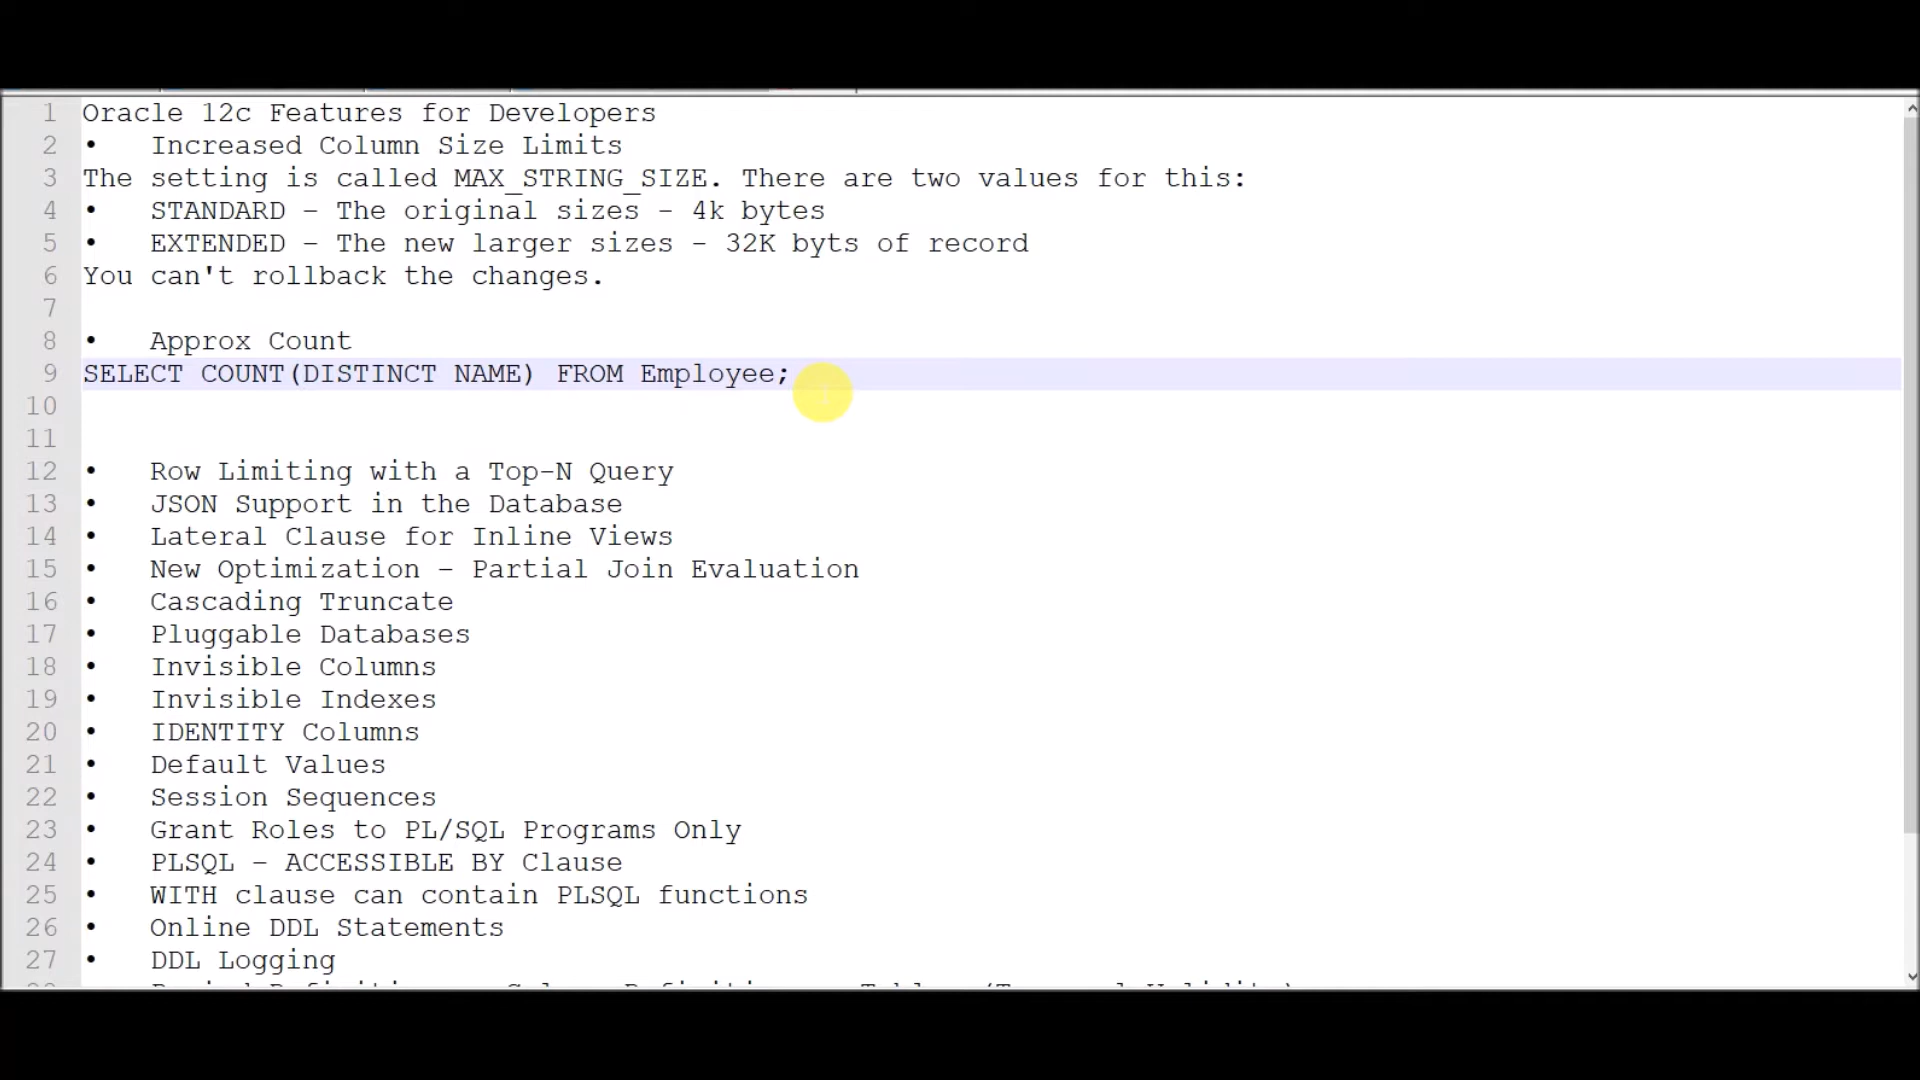 1 Oracle 12c Features for Developers
2 • Increased Column Size Limits
3 The setting is called MAX_STRING_SIZE. There are two values for this:
4 • STANDARD – The original sizes - 4k bytes
5 • EXTENDED – The new larger sizes - 32K byts of record
6 You can't rollback the changes.
7
8 • Approx Count
9 SELECT COUNT(DISTINCT NAME) FROM Employee;
10
11
12 • Row Limiting with a Top-N Query
13 • JSON Support in the Database
14 • Lateral Clause for Inline Views
15 • New Optimization – Partial Join Evaluation
16 • Cascading Truncate
17 • Pluggable Databases
18 • Invisible Columns
19 • Invisible Indexes
20 • IDENTITY Columns
21 • Default Values
22 • Session Sequences
23 • Grant Roles to PL/SQL Programs Only
24 • PLSQL – ACCESSIBLE BY Clause
25 • WITH clause can contain PLSQL functions
26 • Online DDL Statements
27 • DDL Logging